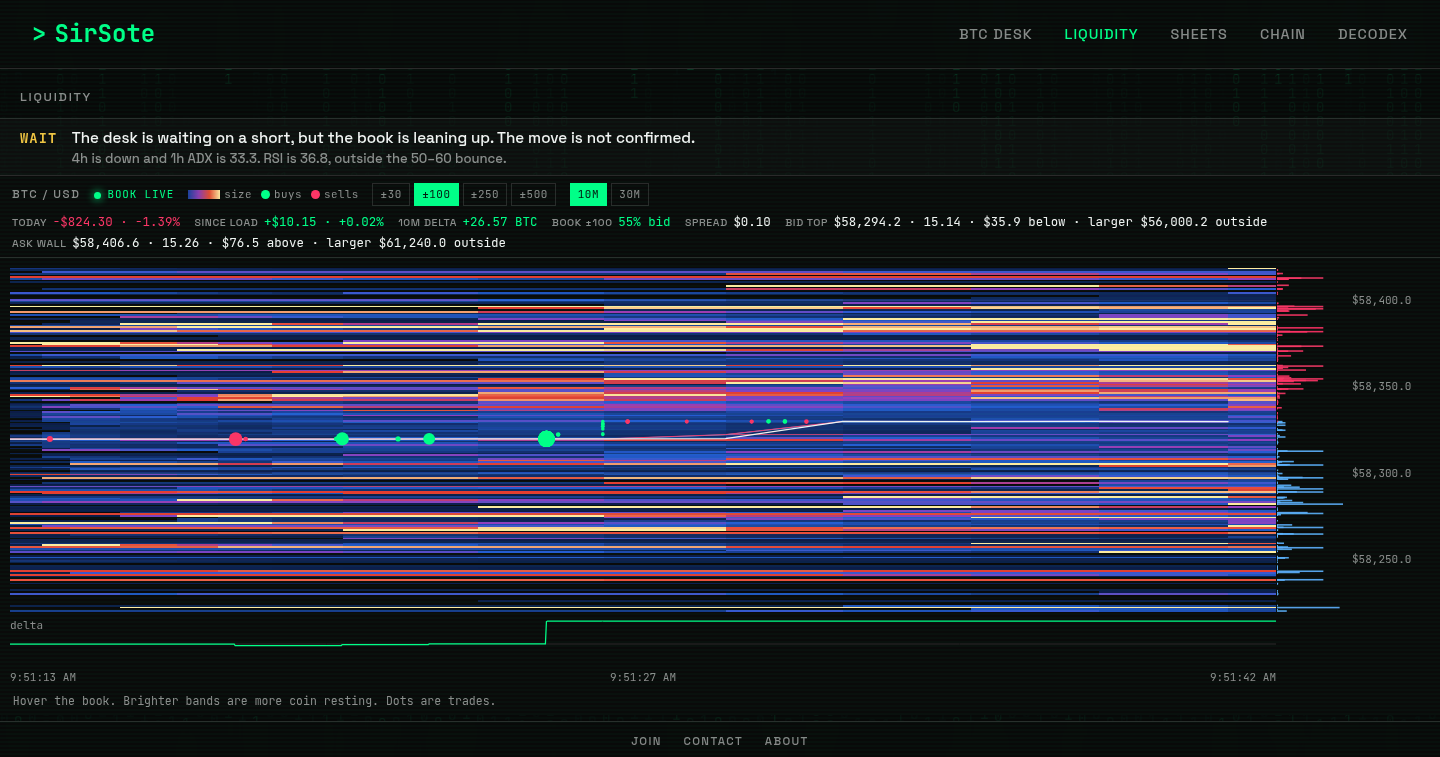 > SirSote
BTC DESK LIQUIDITY SHEETS CHAIN DECODEX
LIQUIDITY
WAIT The desk is waiting on a short, but the book is leaning up. The move is not confirmed.
4h is down and 1h ADX is 33.3. RSI is 36.8, outside the 50–60 bounce.
BTC / USD BOOK LIVE size buys sells ±30 ±100 ±250 ±500 10M 30M
TODAY -$824.30 · -1.39% SINCE LOAD +$10.15 · +0.02% 10M DELTA +26.57 BTC BOOK ±100 55% bid SPREAD $0.10 BID TOP $58,294.2 · 15.14 · $35.9 below · larger $56,000.2 outside
ASK WALL $58,406.6 · 15.26 · $76.5 above · larger $61,240.0 outside
$58,400.0
$58,350.0
$58,300.0
$58,250.0
delta
9:51:13 AM 9:51:27 AM 9:51:42 AM
Hover the book. Brighter bands are more coin resting. Dots are trades.
JOIN CONTACT ABOUT